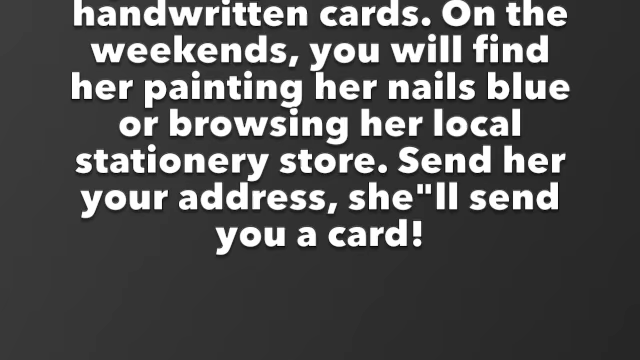 handwritten cards. On the
weekends, you will find
her painting her nails blue
or browsing her local
stationery store. Send her
your address, she"ll send
you a card!